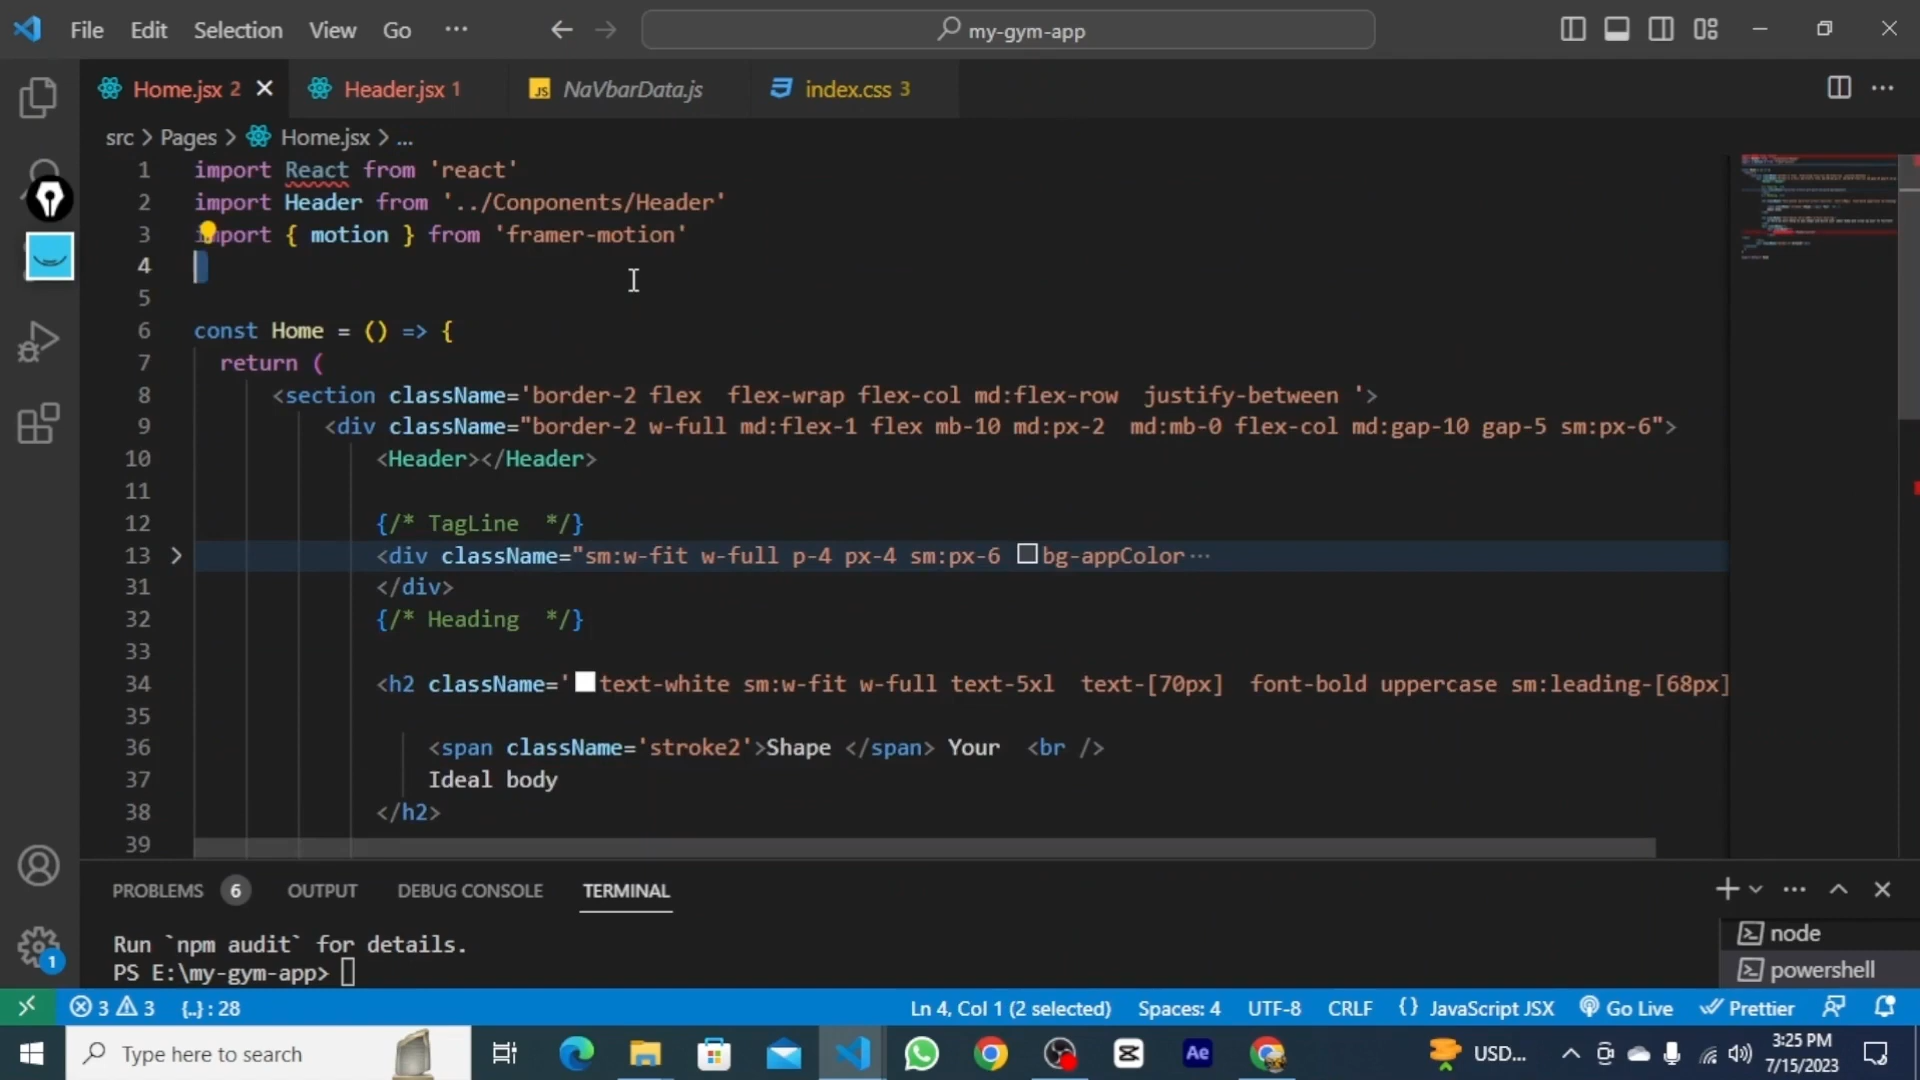 File Edit Selection View Go ··· my-gym-app
Home.jsx 2 Header.jsx 1 NaVbarData.js index.css 3
src > Pages > Home.jsx > ...
1 import React from 'react'
2 import Header from '../Conponents/Header'
3 import { motion } from 'framer-motion'
4
5
6 const Home = () => {
7 return (
8 <section className='border-2 flex  flex-wrap flex-col md:flex-row  justify-between '>
9 <div className="border-2 w-full md:flex-1 flex mb-10 md:px-2  md:mb-0 flex-col md:gap-10 gap-5 sm:px-6">
10 <Header></Header>
11
12 {/* TagLine  */}
13 <div className="sm:w-fit w-full p-4 px-4 sm:px-6 bg-appColor···
31 </div>
32 {/* Heading  */}
33
34 <h2 className='text-white sm:w-fit w-full text-5xl  text-[70px]  font-bold uppercase sm:leading-[68px]
35
36 <span className='stroke2'>Shape </span> Your  <br />
37 Ideal body
38 </h2>
39
PROBLEMS 6 OUTPUT DEBUG CONSOLE TERMINAL
Run `npm audit` for details.
PS E:\my-gym-app>
node
powershell
1
3 3 {..} : 28 Ln 4, Col 1 (2 selected) Spaces: 4 UTF-8 CRLF {} JavaScript JSX Go Live Prettier
Type here to search Ae USD... 3:25 PM
7/15/2023